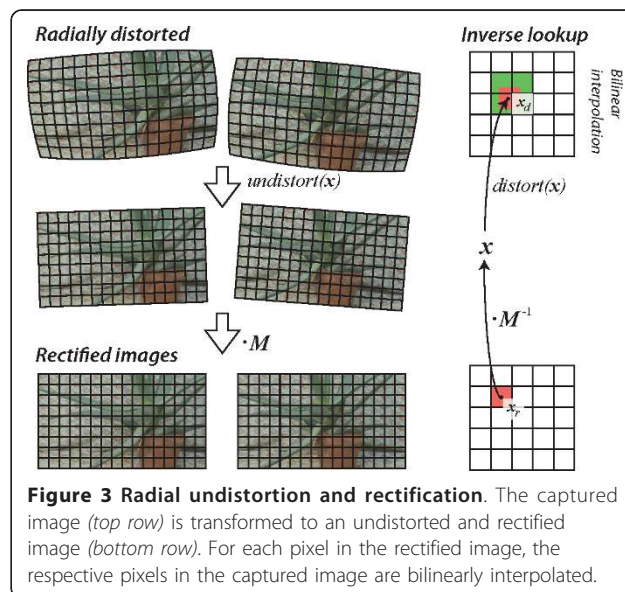 Radially distorted
Inverse lookup
Bilinear
interpolation
x_d
undistort(x)
distort(x)
x
·M
·M⁻¹
Rectified images
x_r
Figure 3 Radial undistortion and rectification. The captured
image (top row) is transformed to an undistorted and rectified
image (bottom row). For each pixel in the rectified image, the
respective pixels in the captured image are bilinearly interpolated.